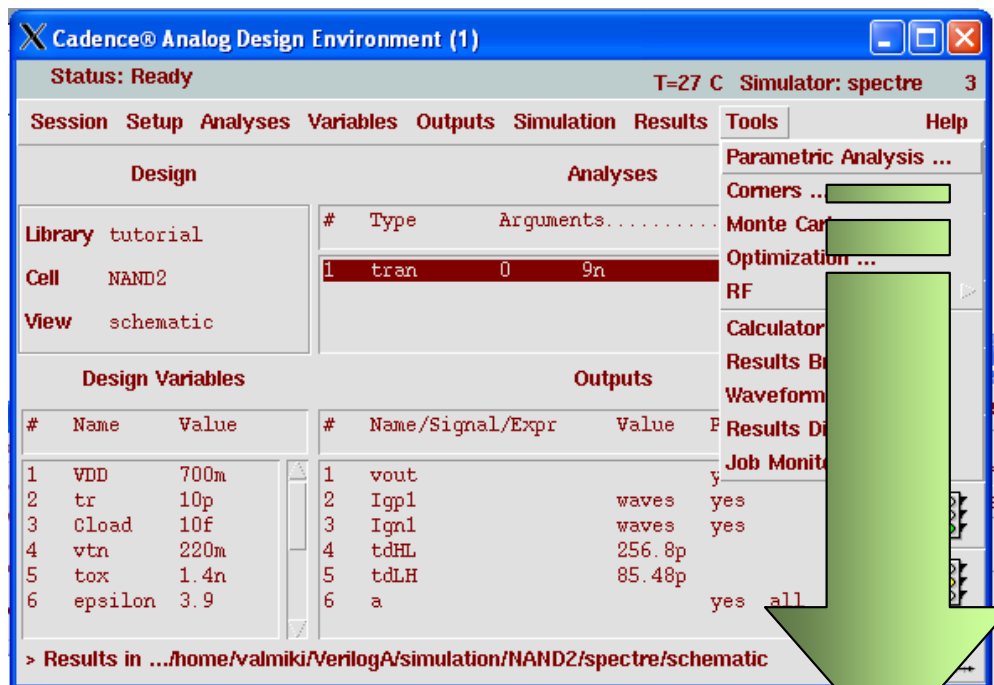 Cadence® Analog Design Environment (1)
Status: Ready T=27 C Simulator: spectre 3
Session Setup Analyses Variables Outputs Simulation Results Tools Help
Design Analyses
Library tutorial
Cell NAND2
View schematic
# Type Arguments..........
1 tran 0 9n
Parametric Analysis ...
Corners ...
Monte
Optimization ...
RF
Calculator
Results
Waveform
Results
Job
Design Variables
# Name Value
1 VDD 700m
2 tr 10p
3 Cload 10f
4 vtn 220m
5 tox 1.4n
6 epsilon 3.9
Outputs
# Name/Signal/Expr Value
1 vout
2 Igp1 waves yes
3 Ign1 waves yes
4 tdHL 256.8p
5 tdLH 85.48p
6 a yes all
> Results in .../home/valmiki/VerilogA/simulation/NAND2/spectre/schematic